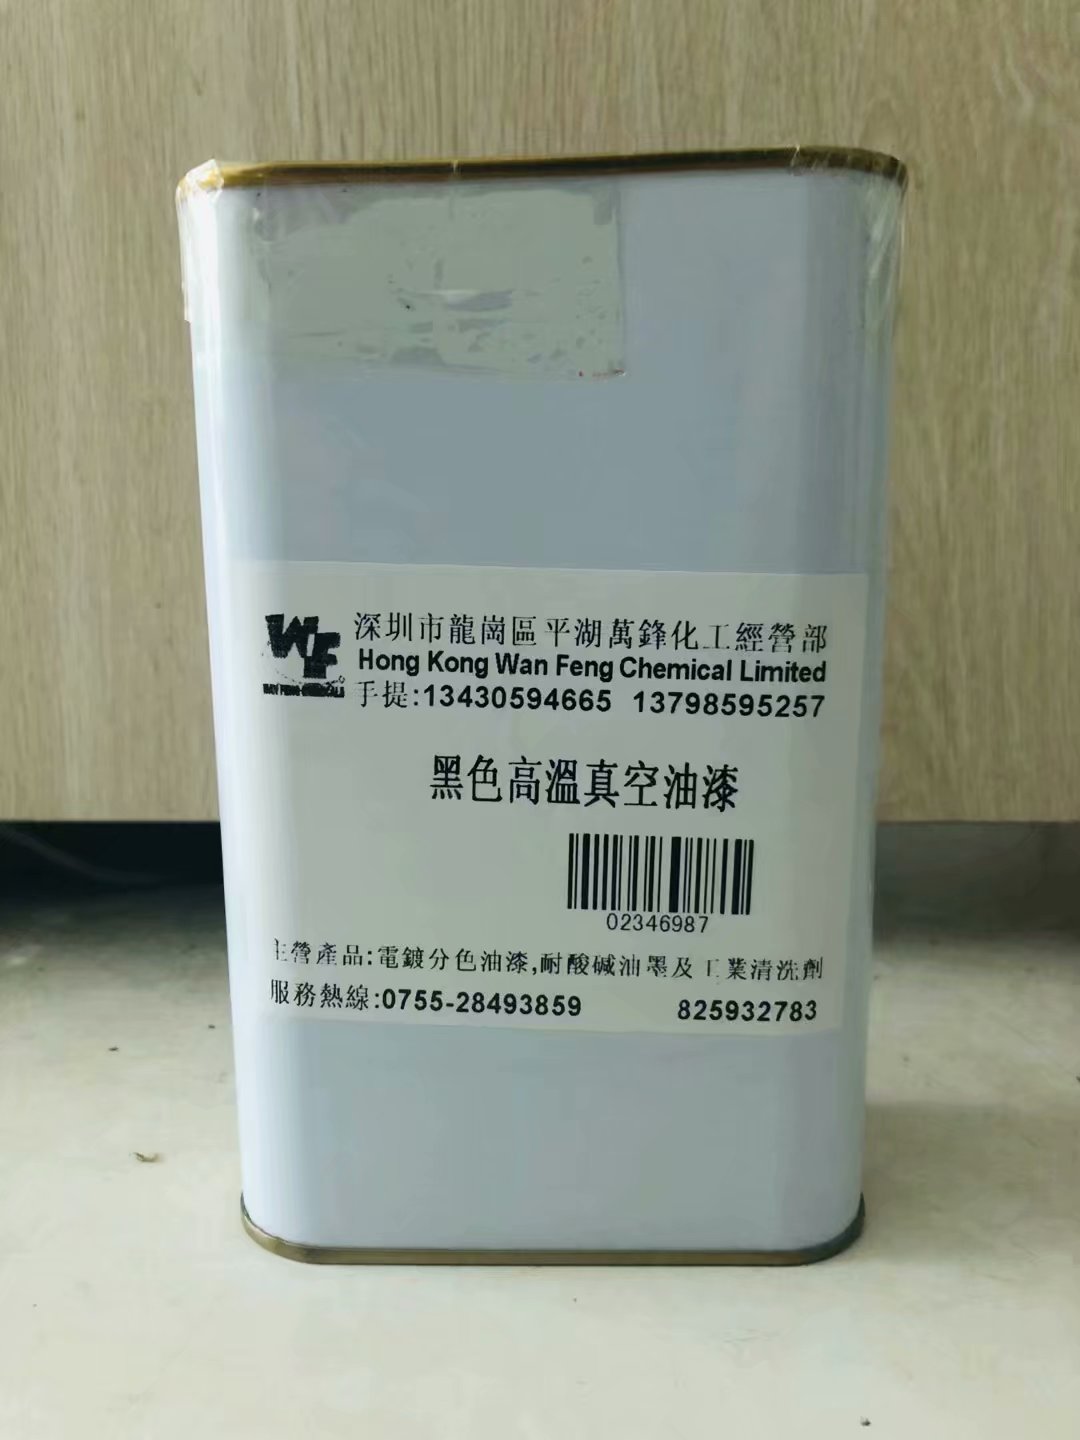 WF
WAN FENG CHEMICALS
深圳市龍崗區平湖萬鋒化工經營部
Hong Kong Wan Feng Chemical Limited
手提:13430594665 13798595257
黑色高溫真空油漆
02346987
主營產品:電鍍分色油漆,耐酸碱油墨及工業清洗劑
服務熱線:0755-28493859 825932783